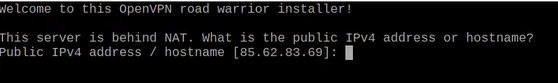 Welcome to this OpenVPN road warrior installer!
This server is behind NAT. What is the public IPv4 address or hostname?
Public IPv4 address / hostname [85.62.83.69]: